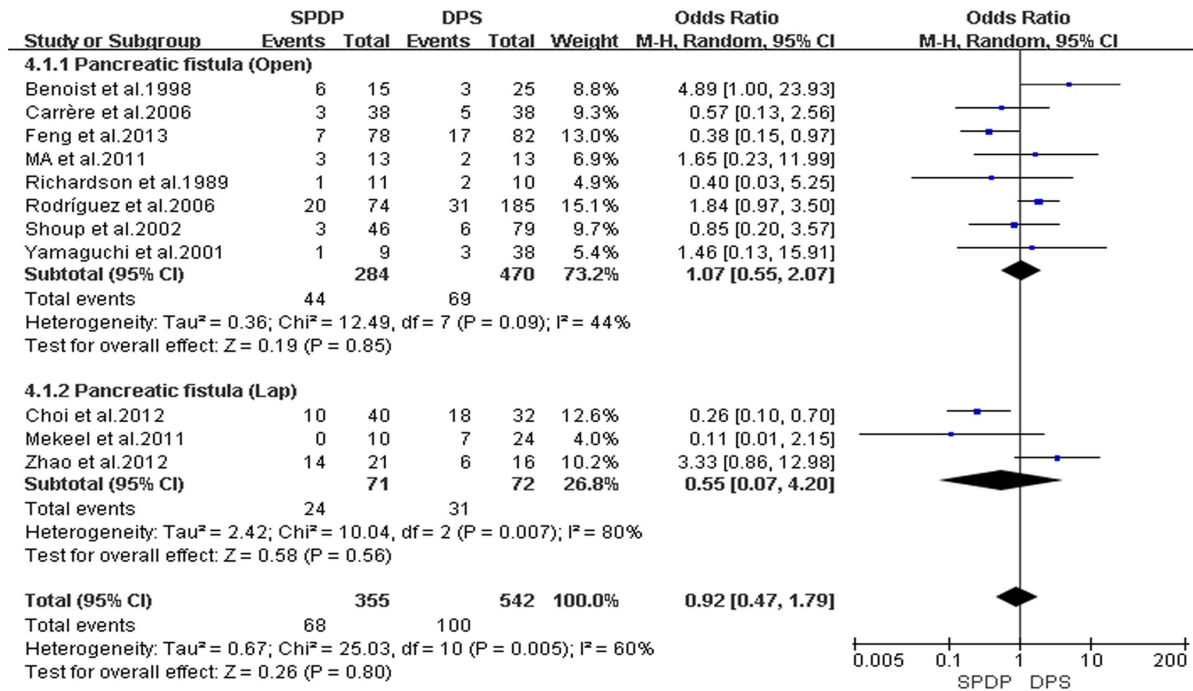 SPDP DPS Odds Ratio Odds Ratio
Study or Subgroup Events Total Events Total Weight M-H, Random, 95% CI M-H, Random, 95% CI
4.1.1 Pancreatic fistula (Open)
Benoist et al.1998 6 15 3 25 8.8% 4.89 [1.00, 23.93]
Carrère et al.2006 3 38 5 38 9.3% 0.57 [0.13, 2.56]
Feng et al.2013 7 78 17 82 13.0% 0.38 [0.15, 0.97]
MA et al.2011 3 13 2 13 6.9% 1.65 [0.23, 11.99]
Richardson et al.1989 1 11 2 10 4.9% 0.40 [0.03, 5.25]
Rodríguez et al.2006 20 74 31 185 15.1% 1.84 [0.97, 3.50]
Shoup et al.2002 3 46 6 79 9.7% 0.85 [0.20, 3.57]
Yamaguchi et al.2001 1 9 3 38 5.4% 1.46 [0.13, 15.91]
Subtotal (95% CI) 284 470 73.2% 1.07 [0.55, 2.07]
Total events 44 69
Heterogeneity: Tau² = 0.36; Chi² = 12.49, df = 7 (P = 0.09); I² = 44%
Test for overall effect: Z = 0.19 (P = 0.85)
4.1.2 Pancreatic fistula (Lap)
Choi et al.2012 10 40 18 32 12.6% 0.26 [0.10, 0.70]
Mekeel et al.2011 0 10 7 24 4.0% 0.11 [0.01, 2.15]
Zhao et al.2012 14 21 6 16 10.2% 3.33 [0.86, 12.98]
Subtotal (95% CI) 71 72 26.8% 0.55 [0.07, 4.20]
Total events 24 31
Heterogeneity: Tau² = 2.42; Chi² = 10.04, df = 2 (P = 0.007); I² = 80%
Test for overall effect: Z = 0.58 (P = 0.56)
Total (95% CI) 355 542 100.0% 0.92 [0.47, 1.79]
Total events 68 100
Heterogeneity: Tau² = 0.67; Chi² = 25.03, df = 10 (P = 0.005); I² = 60%
Test for overall effect: Z = 0.26 (P = 0.80)
0.005 0.1 1 10 200
SPDP DPS